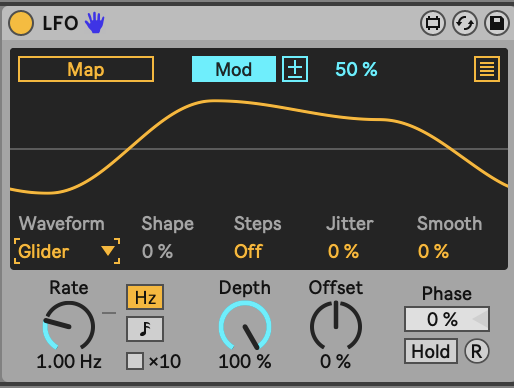 LFO
Map Mod 50 %
Waveform Shape Steps Jitter Smooth
Glider 0 % Off 0 % 0 %
Rate Hz Depth Offset Phase
0 %
Hold R
1.00 Hz ×10 100 % 0 %